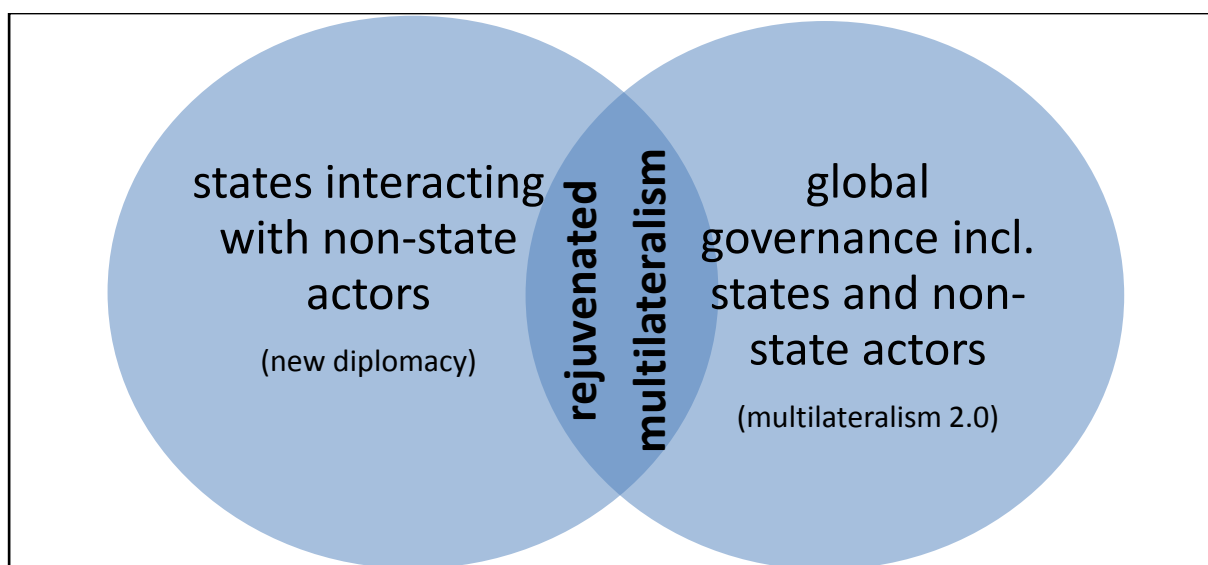 states interacting
with non-state
actors
(new diplomacy)
rejuvenated
multilateralism
global
governance incl.
states and non-
state actors
(multilateralism 2.0)